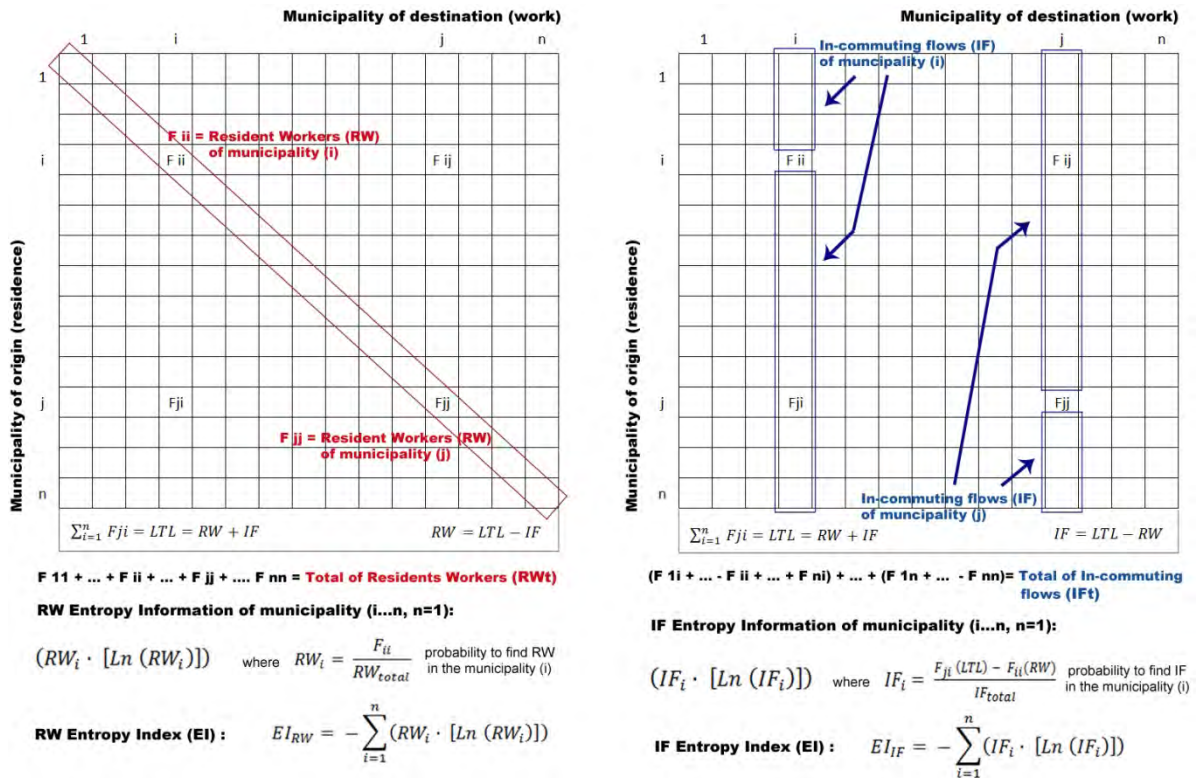 Municipality of destination (work)
1 i j n
1
i
j
n
Municipality of origin (residence)
F ii = Resident Workers (RW)
of municipality (i)
F ii
F ij
Fji
Fjj
F jj = Resident Workers (RW)
of municipality (j)
∑ⁿᵢ₌₁ Fji = LTL = RW + IF RW = LTL − IF
F 11 + ... + F ii + ... + F jj + .... F nn = Total of Residents Workers (RWt)
RW Entropy Information of municipality (i...n, n=1):
(RWᵢ · [Ln (RWᵢ)]) where RWᵢ = Fᵢᵢ / RWtotal probability to find RW
in the municipality (i)
RW Entropy Index (EI) : EI_RW = − ∑ⁿᵢ₌₁ (RWᵢ · [Ln (RWᵢ)])
Municipality of destination (work)
1 i j n
1
i
j
n
Municipality of origin (residence)
In-commuting flows (IF)
of muncipality (i)
F ii
F ij
Fji
Fjj
In-commuting flows (IF)
of muncipality (j)
∑ⁿᵢ₌₁ Fji = LTL = RW + IF IF = LTL − RW
(F 1i + ... - F ii + ... + F ni) + ... + (F 1n + ... - F nn)= Total of In-commuting
flows (IFt)
IF Entropy Information of municipality (i...n, n=1):
(IFᵢ · [Ln (IFᵢ)]) where IFᵢ = Fⱼᵢ (LTL) − Fᵢᵢ(RW) / IFtotal probability to find IF
in the municipality (i)
IF Entropy Index (EI) : EI_IF = − ∑ⁿᵢ₌₁ (IFᵢ · [Ln (IFᵢ)])